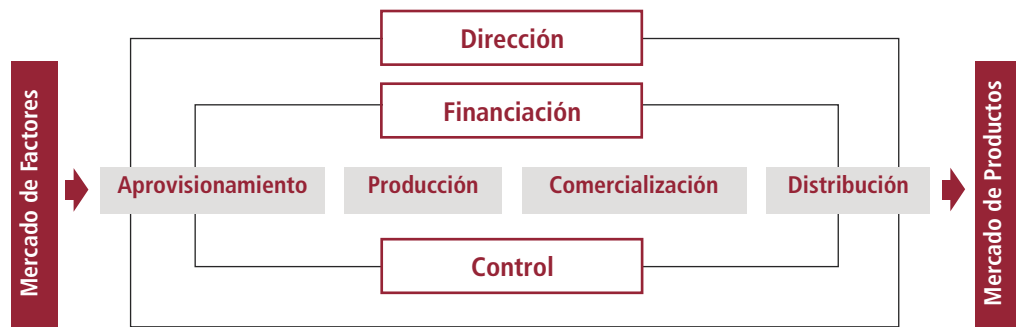 Dirección
Mercado de Factores
Financiación
Aprovisionamiento
Producción
Comercialización
Distribución
Control
Mercado de Productos